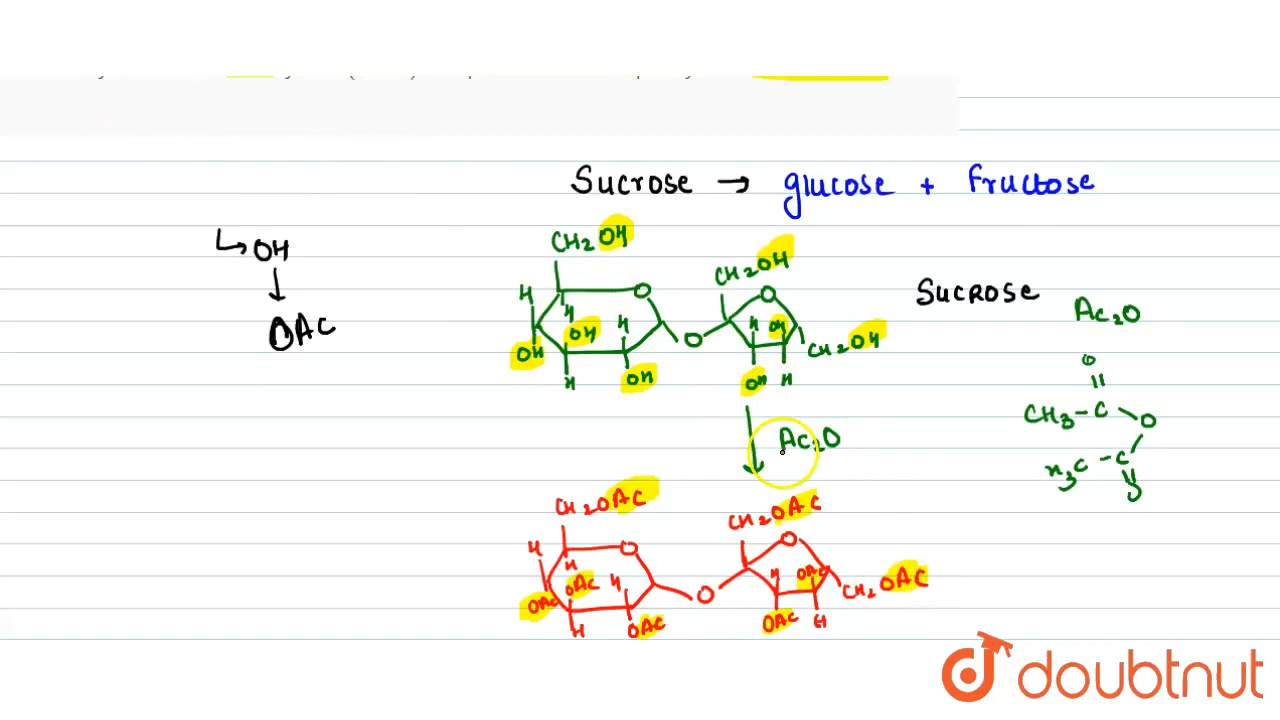 Sucrose → glucose + Fructose
↳ OH
↓
OAC
CH2OH
CH2OH
H
O
O
SUCROSE
Ac2O
H
OH
H
H
OH
OH
O
CH2OH
OH
H
OH
H
O
CH3-C
O
H3C-C
O
Ac2O
CH2OAC
CH2OAC
H
O
O
H
OAC
H
H
OAC
OAC
O
CH2OAC
H
OAC
OAC
H
doubtnut